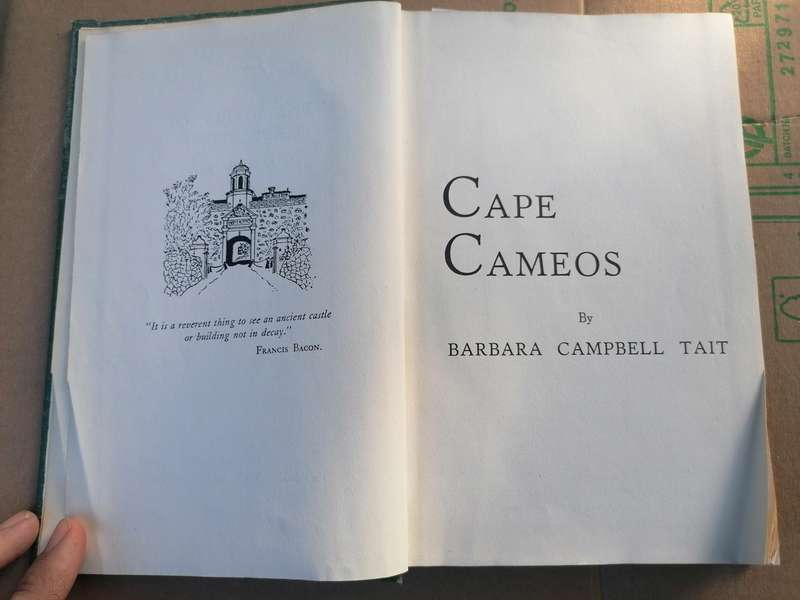 "It is a reverent thing to see an ancient castle
or building not in decay."
FRANCIS BACON.
CAPE
CAMEOS
By
BARBARA CAMPBELL TAIT
272971